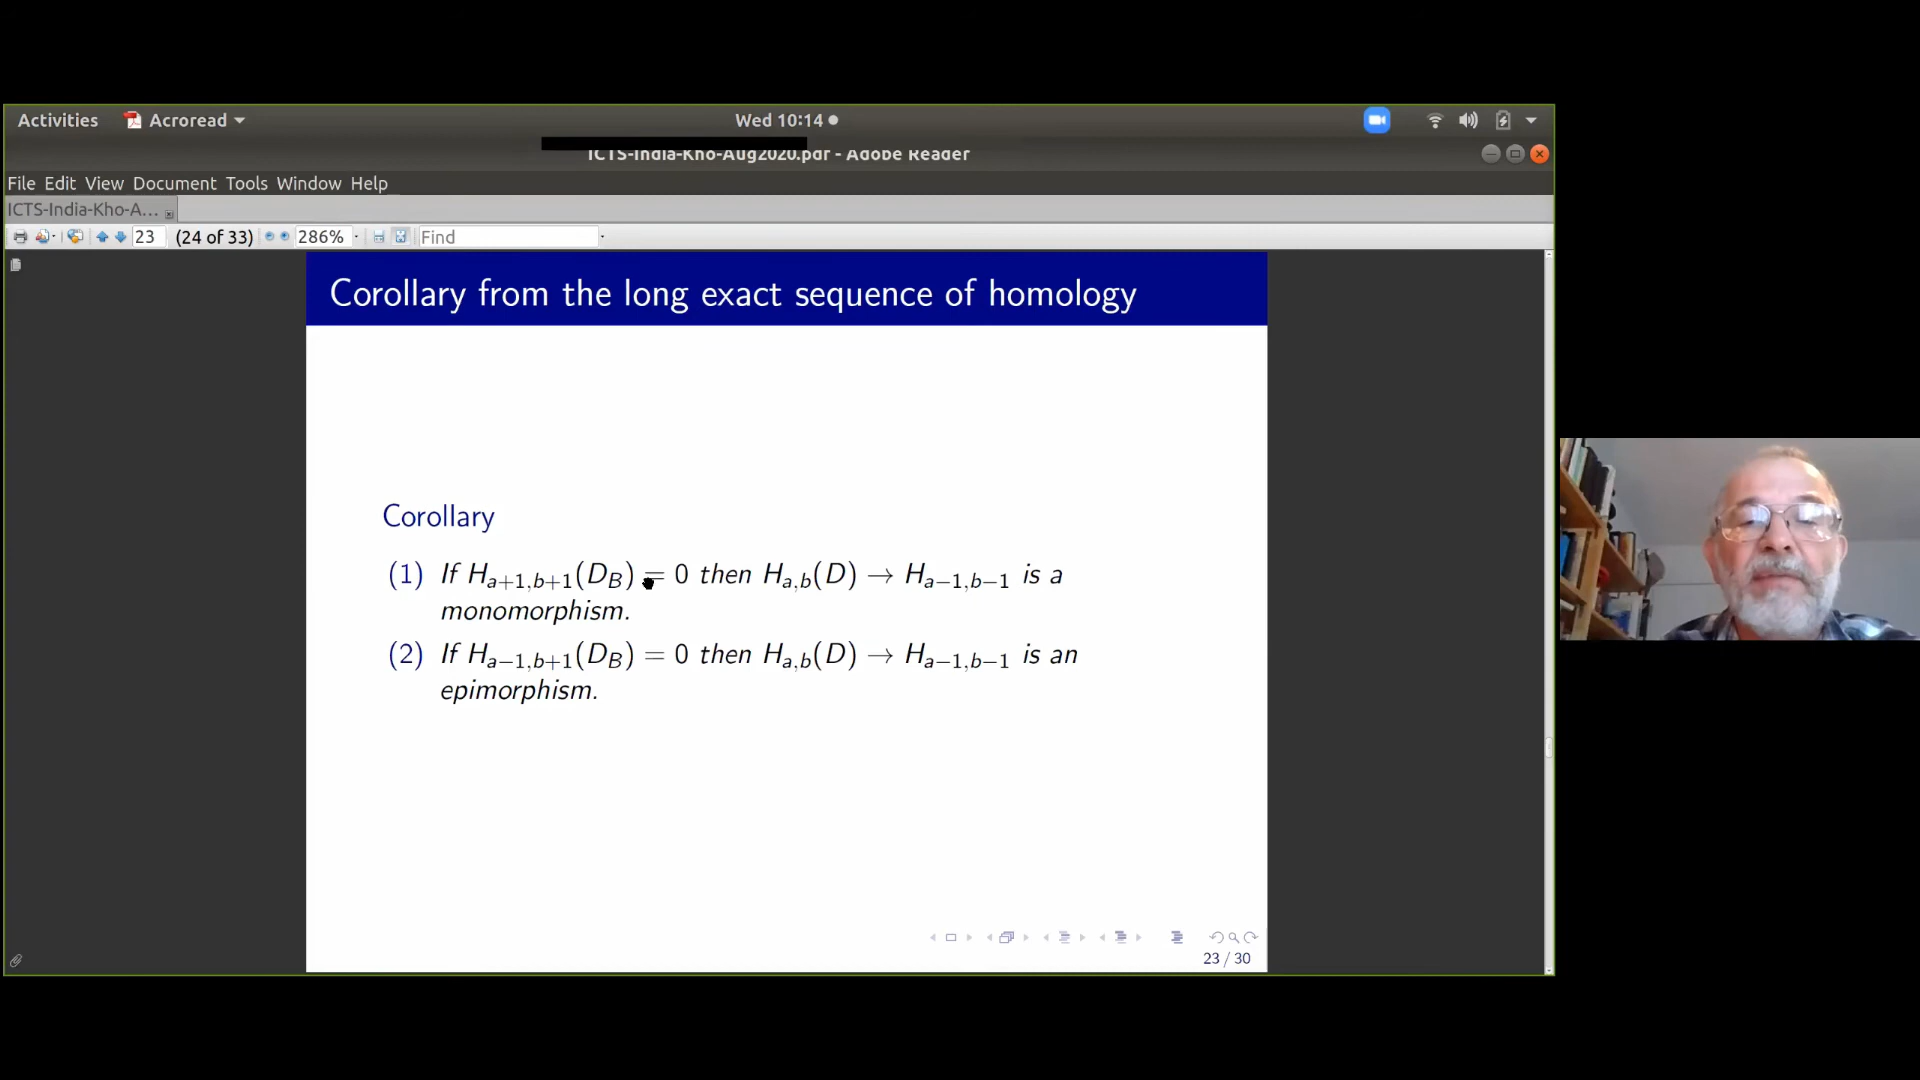 Activities Acroread Wed 10:14
ICTS-India-Kho-Aug2020.pdf - Adobe Reader
File Edit View Document Tools Window Help
ICTS-India-Kho-A...
23 (24 of 33) 286% Find
Corollary from the long exact sequence of homology
Corollary
(1) If H_{a+1,b+1}(D_B) = 0 then H_{a,b}(D) → H_{a−1,b−1} is a
monomorphism.
(2) If H_{a−1,b+1}(D_B) = 0 then H_{a,b}(D) → H_{a−1,b−1} is an
epimorphism.
23 / 30